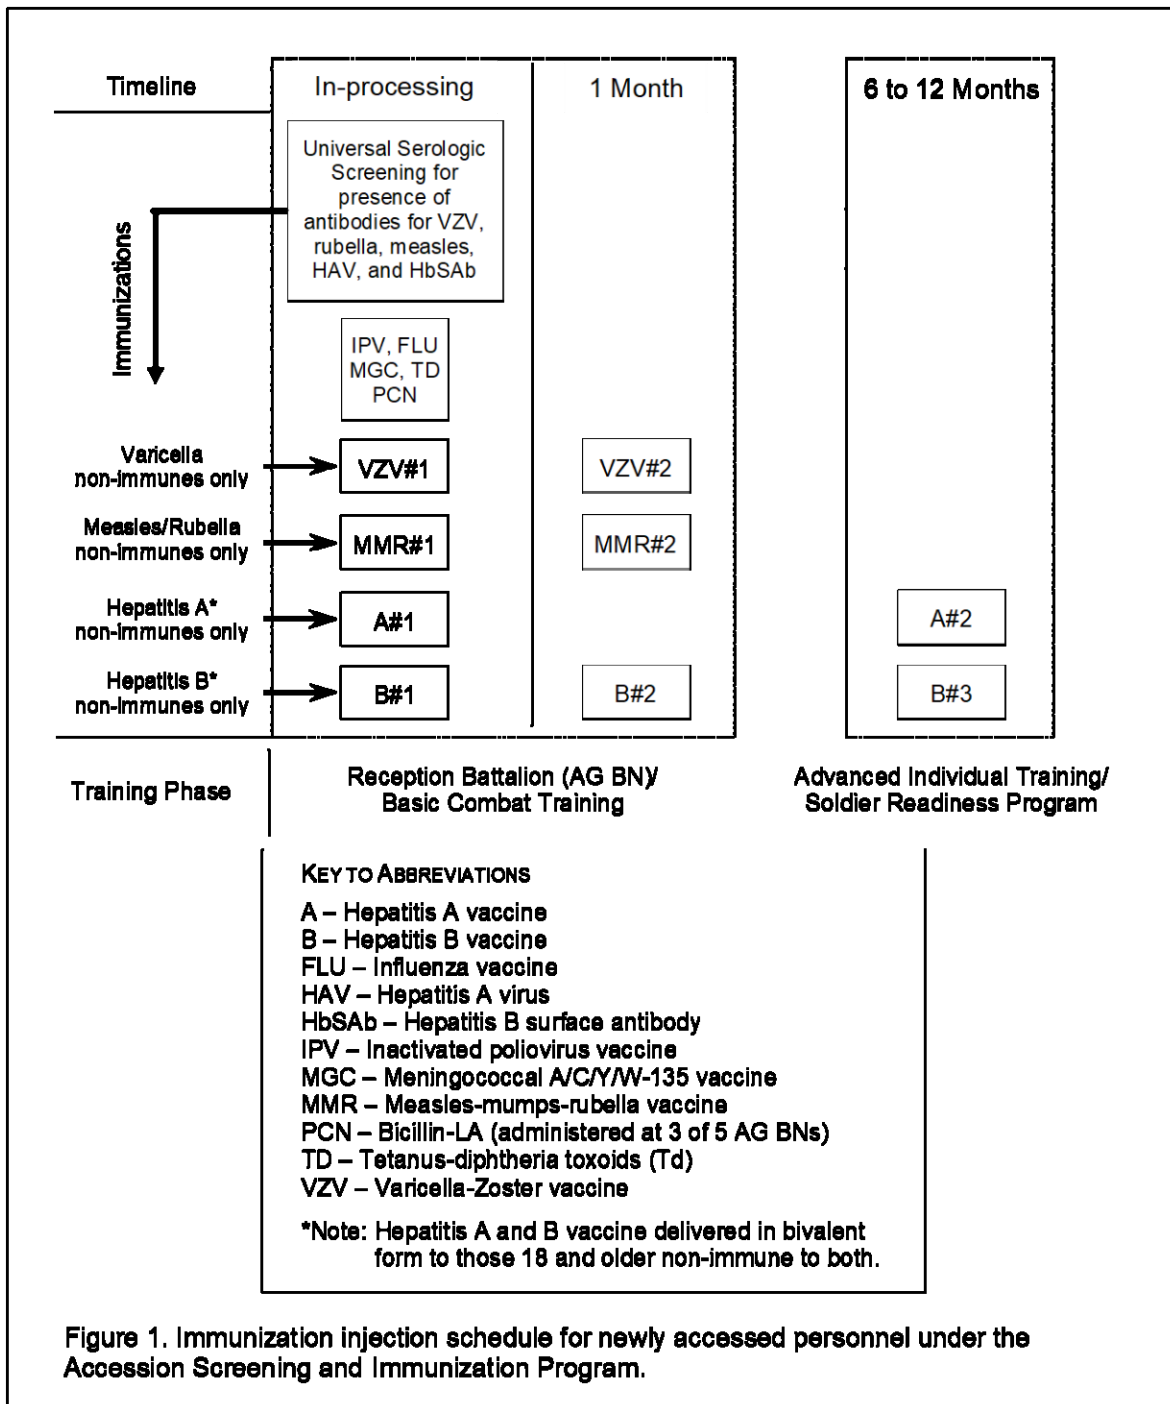 Timeline
In-processing
1 Month
6 to 12 Months
Universal Serologic
Screening for
presence of
antibodies for VZV,
rubella, measles,
HAV, and HbSAb
Immunizations
IPV, FLU
MGC, TD
PCN
Varicella
non-immunes only
VZV#1
VZV#2
Measles/Rubella
non-immunes only
MMR#1
MMR#2
Hepatitis A*
non-immunes only
A#1
A#2
Hepatitis B*
non-immunes only
B#1
B#2
B#3
Training Phase
Reception Battalion (AG BN)/
Basic Combat Training
Advanced Individual Training/
Soldier Readiness Program
KEY TO ABBREVIATIONS
A – Hepatitis A vaccine
B – Hepatitis B vaccine
FLU – Influenza vaccine
HAV – Hepatitis A virus
HbSAb – Hepatitis B surface antibody
IPV – Inactivated poliovirus vaccine
MGC – Meningococcal A/C/Y/W-135 vaccine
MMR – Measles-mumps-rubella vaccine
PCN – Bicillin-LA (administered at 3 of 5 AG BNs)
TD – Tetanus-diphtheria toxoids (Td)
VZV – Varicella-Zoster vaccine
*Note: Hepatitis A and B vaccine delivered in bivalent
form to those 18 and older non-immune to both.
Figure 1. Immunization injection schedule for newly accessed personnel under the
Accession Screening and Immunization Program.